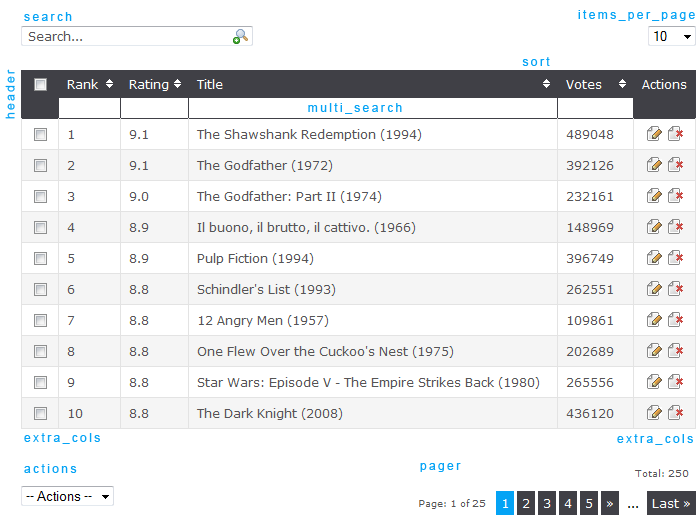 search items_per_page
Search... 10
sort
header
Rank Rating Title Votes Actions
multi_search
1 9.1 The Shawshank Redemption (1994) 489048
2 9.1 The Godfather (1972) 392126
3 9.0 The Godfather: Part II (1974) 232161
4 8.9 Il buono, il brutto, il cattivo. (1966) 148969
5 8.9 Pulp Fiction (1994) 396749
6 8.8 Schindler's List (1993) 262551
7 8.8 12 Angry Men (1957) 109861
8 8.8 One Flew Over the Cuckoo's Nest (1975) 202689
9 8.8 Star Wars: Episode V - The Empire Strikes Back (1980) 265556
10 8.8 The Dark Knight (2008) 436120
extra_cols extra_cols
actions pager Total: 250
-- Actions -- Page: 1 of 25 1 2 3 4 5 » ... Last »